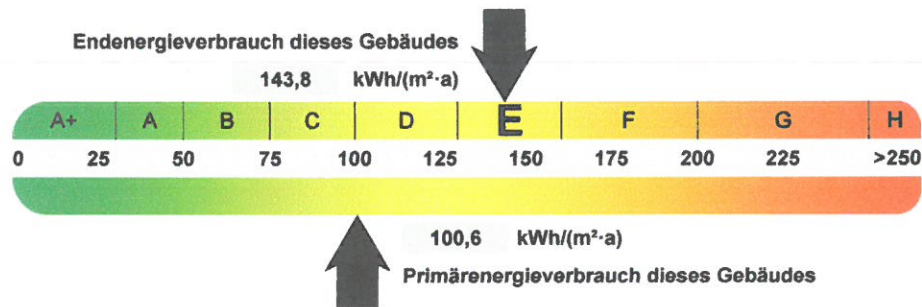 Endenergieverbrauch dieses Gebäudes
143,8 kWh/(m²·a)
A+ A B C D E F G H
0 25 50 75 100 125 150 175 200 225 >250
100,6 kWh/(m²·a)
Primärenergieverbrauch dieses Gebäudes